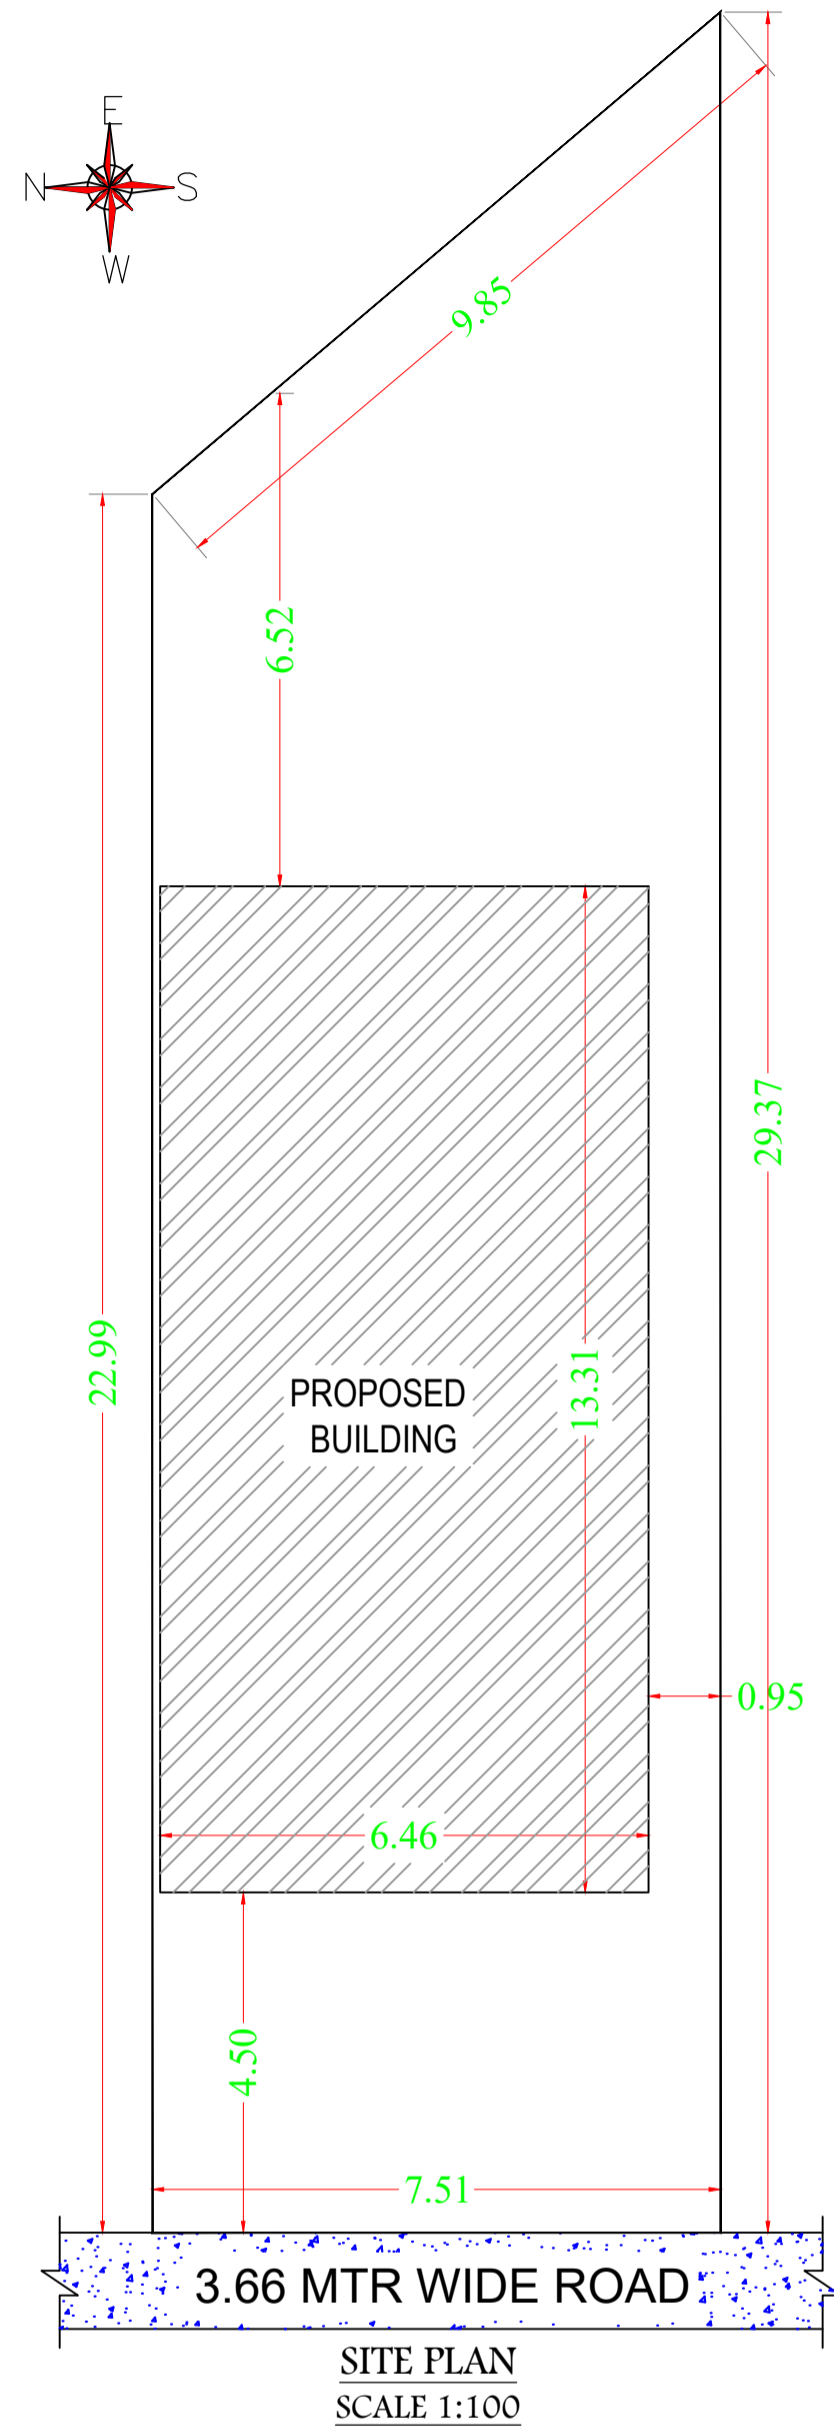 E
N
S
W
9.85
6.52
29.37
22.99
PROPOSED
BUILDING
13.31
0.95
6.46
4.50
7.51
3.66 MTR WIDE ROAD
SITE PLAN
SCALE 1:100